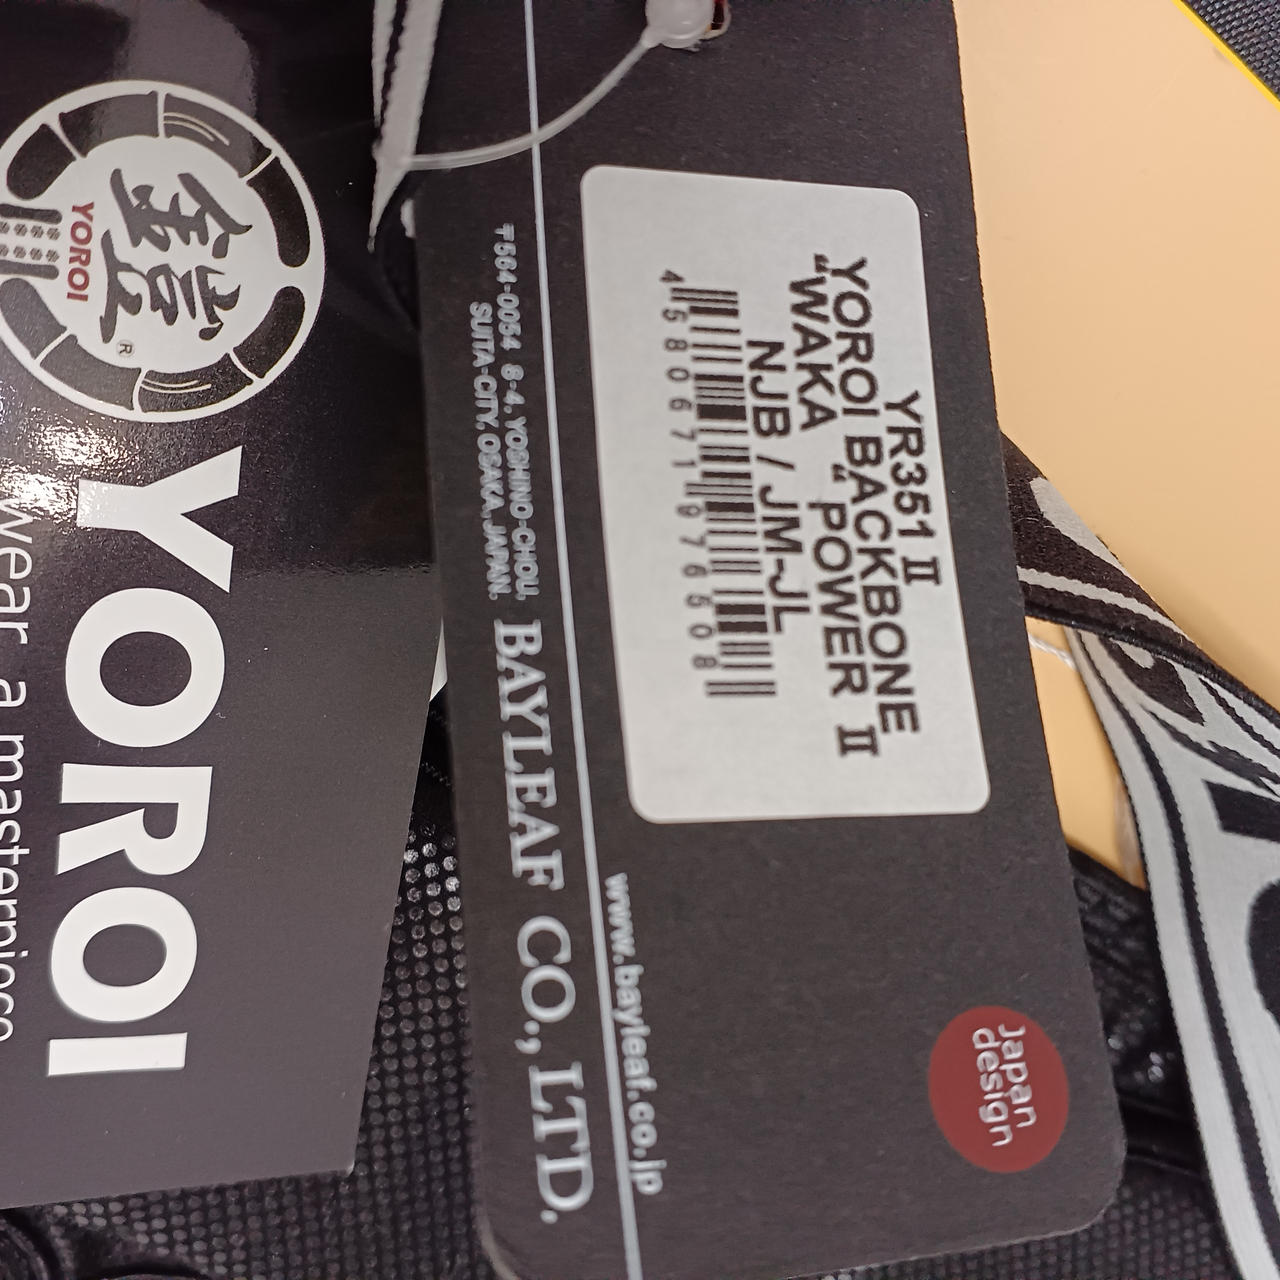 鎧
YOROI
®
YOROI
wear a masterpiece
YR351 Ⅱ
YOROI BACKBONE
“WAKA “ POWER Ⅱ
NJB / JM-JL
4580671976508
〒564-0054 8-4, YOSHINO-CHOU,
SUITA-CITY, OSAKA, JAPAN.
BAYLEAF CO., LTD.
www.bayleaf.co.jp
Japan
design